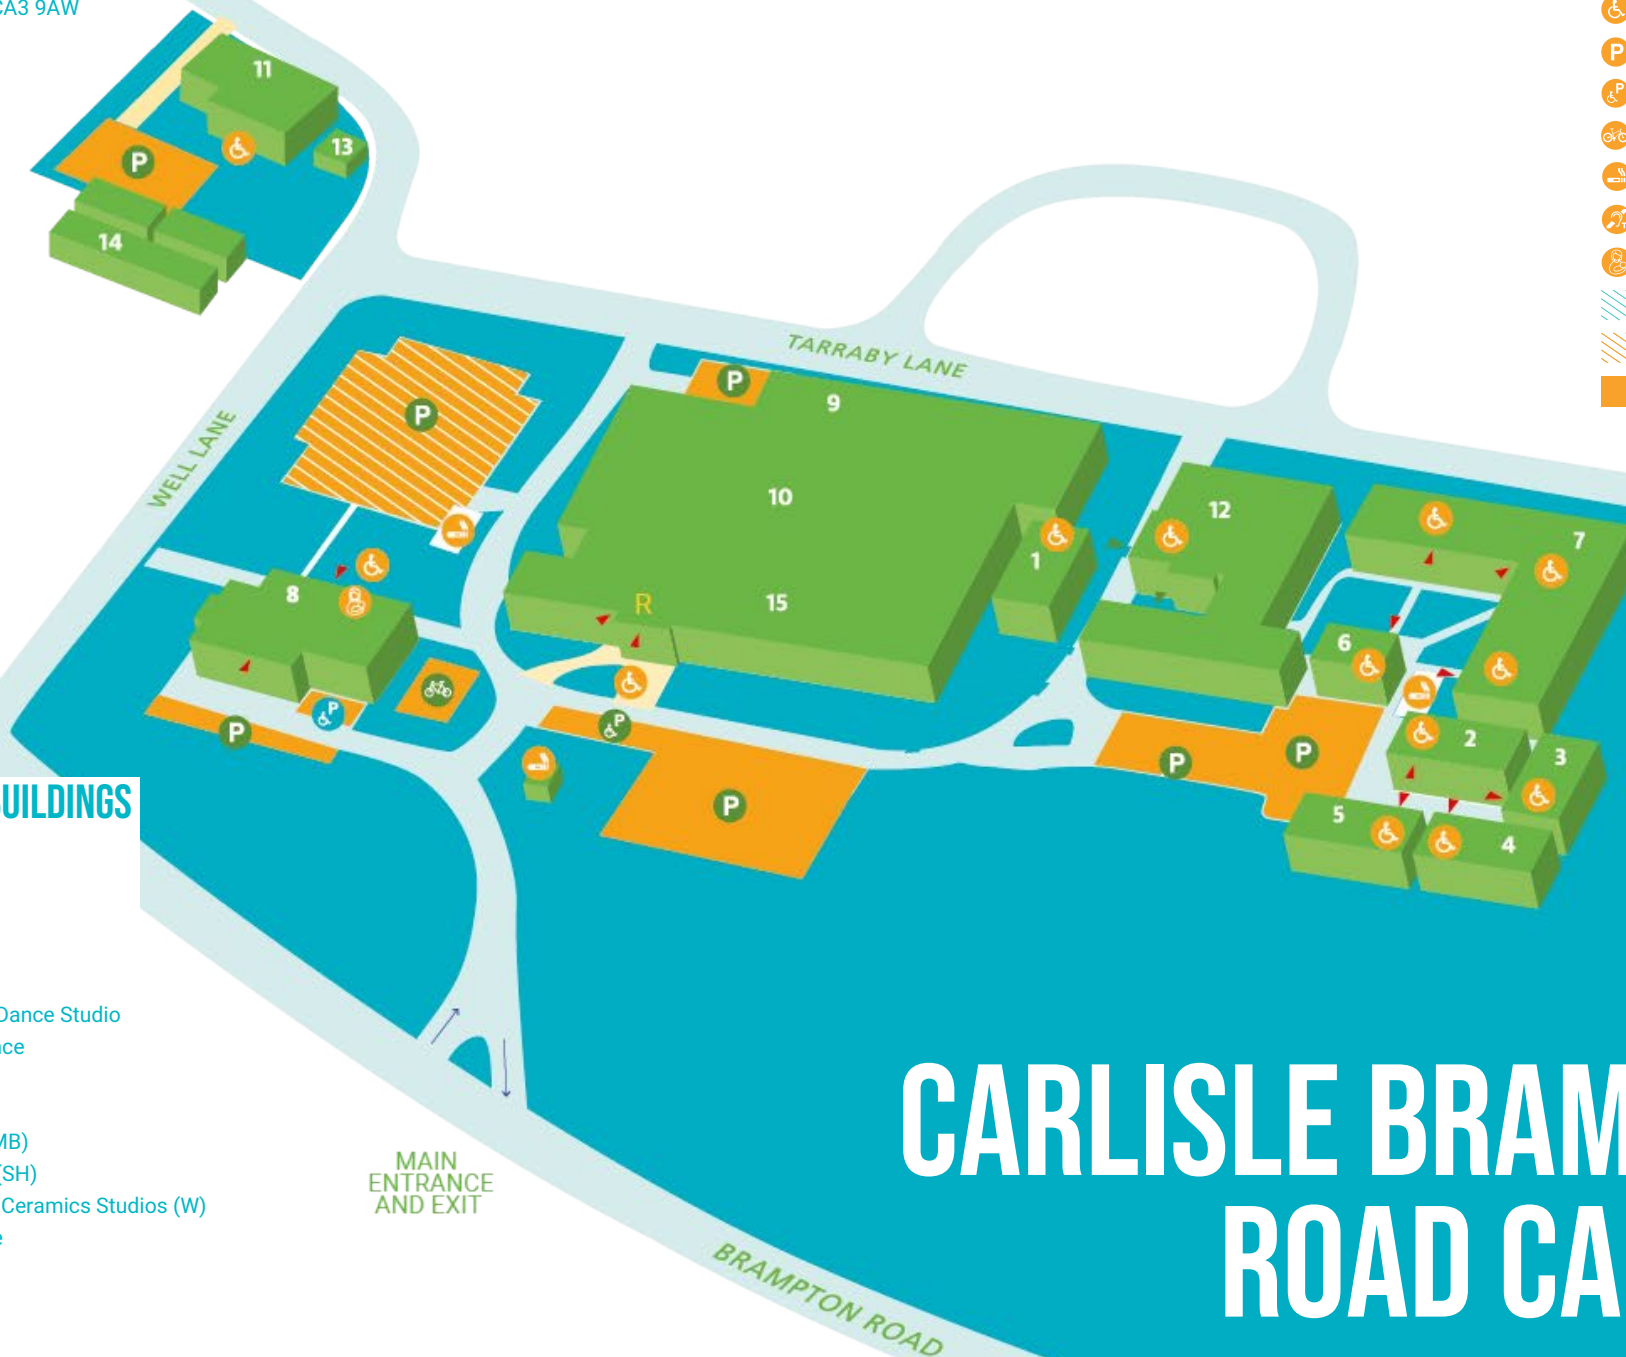 CA3 9AW
11
13
P
14
TARRABY LANE
P
9
P
WELL LANE
10
12
7
1
8
R
15
6
P
P
2
P
P
3
P
P
5
4
P
UILDINGS
Dance Studio
nce
MB)
(SH)
Ceramics Studios (W)
e
MAIN
ENTRANCE
AND EXIT
BRAMPTON ROAD
CARLISLE BRAM
ROAD CA
P
P